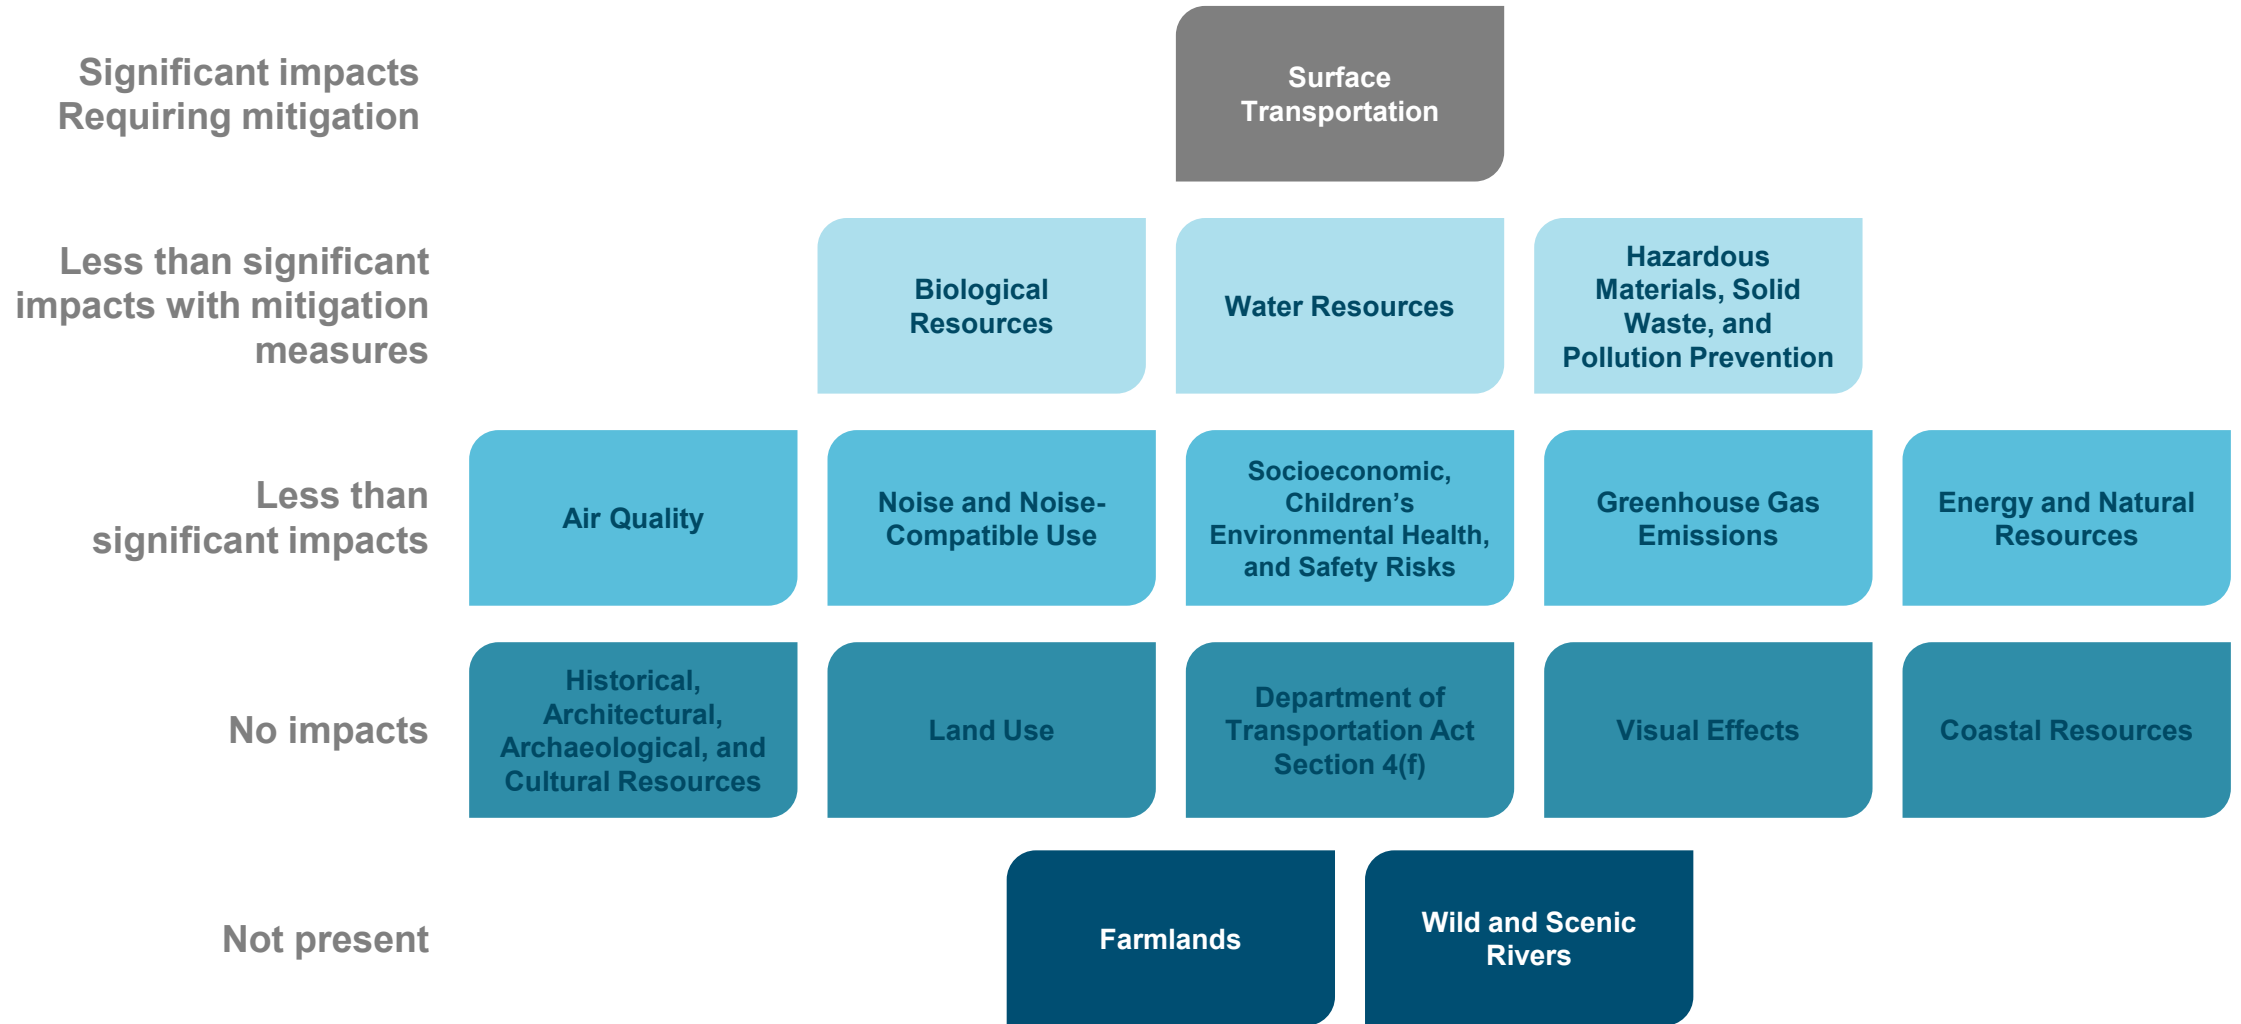 Significant impacts
Requiring mitigation
Surface
Transportation
Less than significant
impacts with mitigation
measures
Biological
Resources
Water Resources
Hazardous
Materials, Solid
Waste, and
Pollution Prevention
Less than
significant impacts
Air Quality
Noise and Noise-
Compatible Use
Socioeconomic,
Children’s
Environmental Health,
and Safety Risks
Greenhouse Gas
Emissions
Energy and Natural
Resources
No impacts
Historical,
Architectural,
Archaeological, and
Cultural Resources
Land Use
Department of
Transportation Act
Section 4(f)
Visual Effects
Coastal Resources
Not present
Farmlands
Wild and Scenic
Rivers